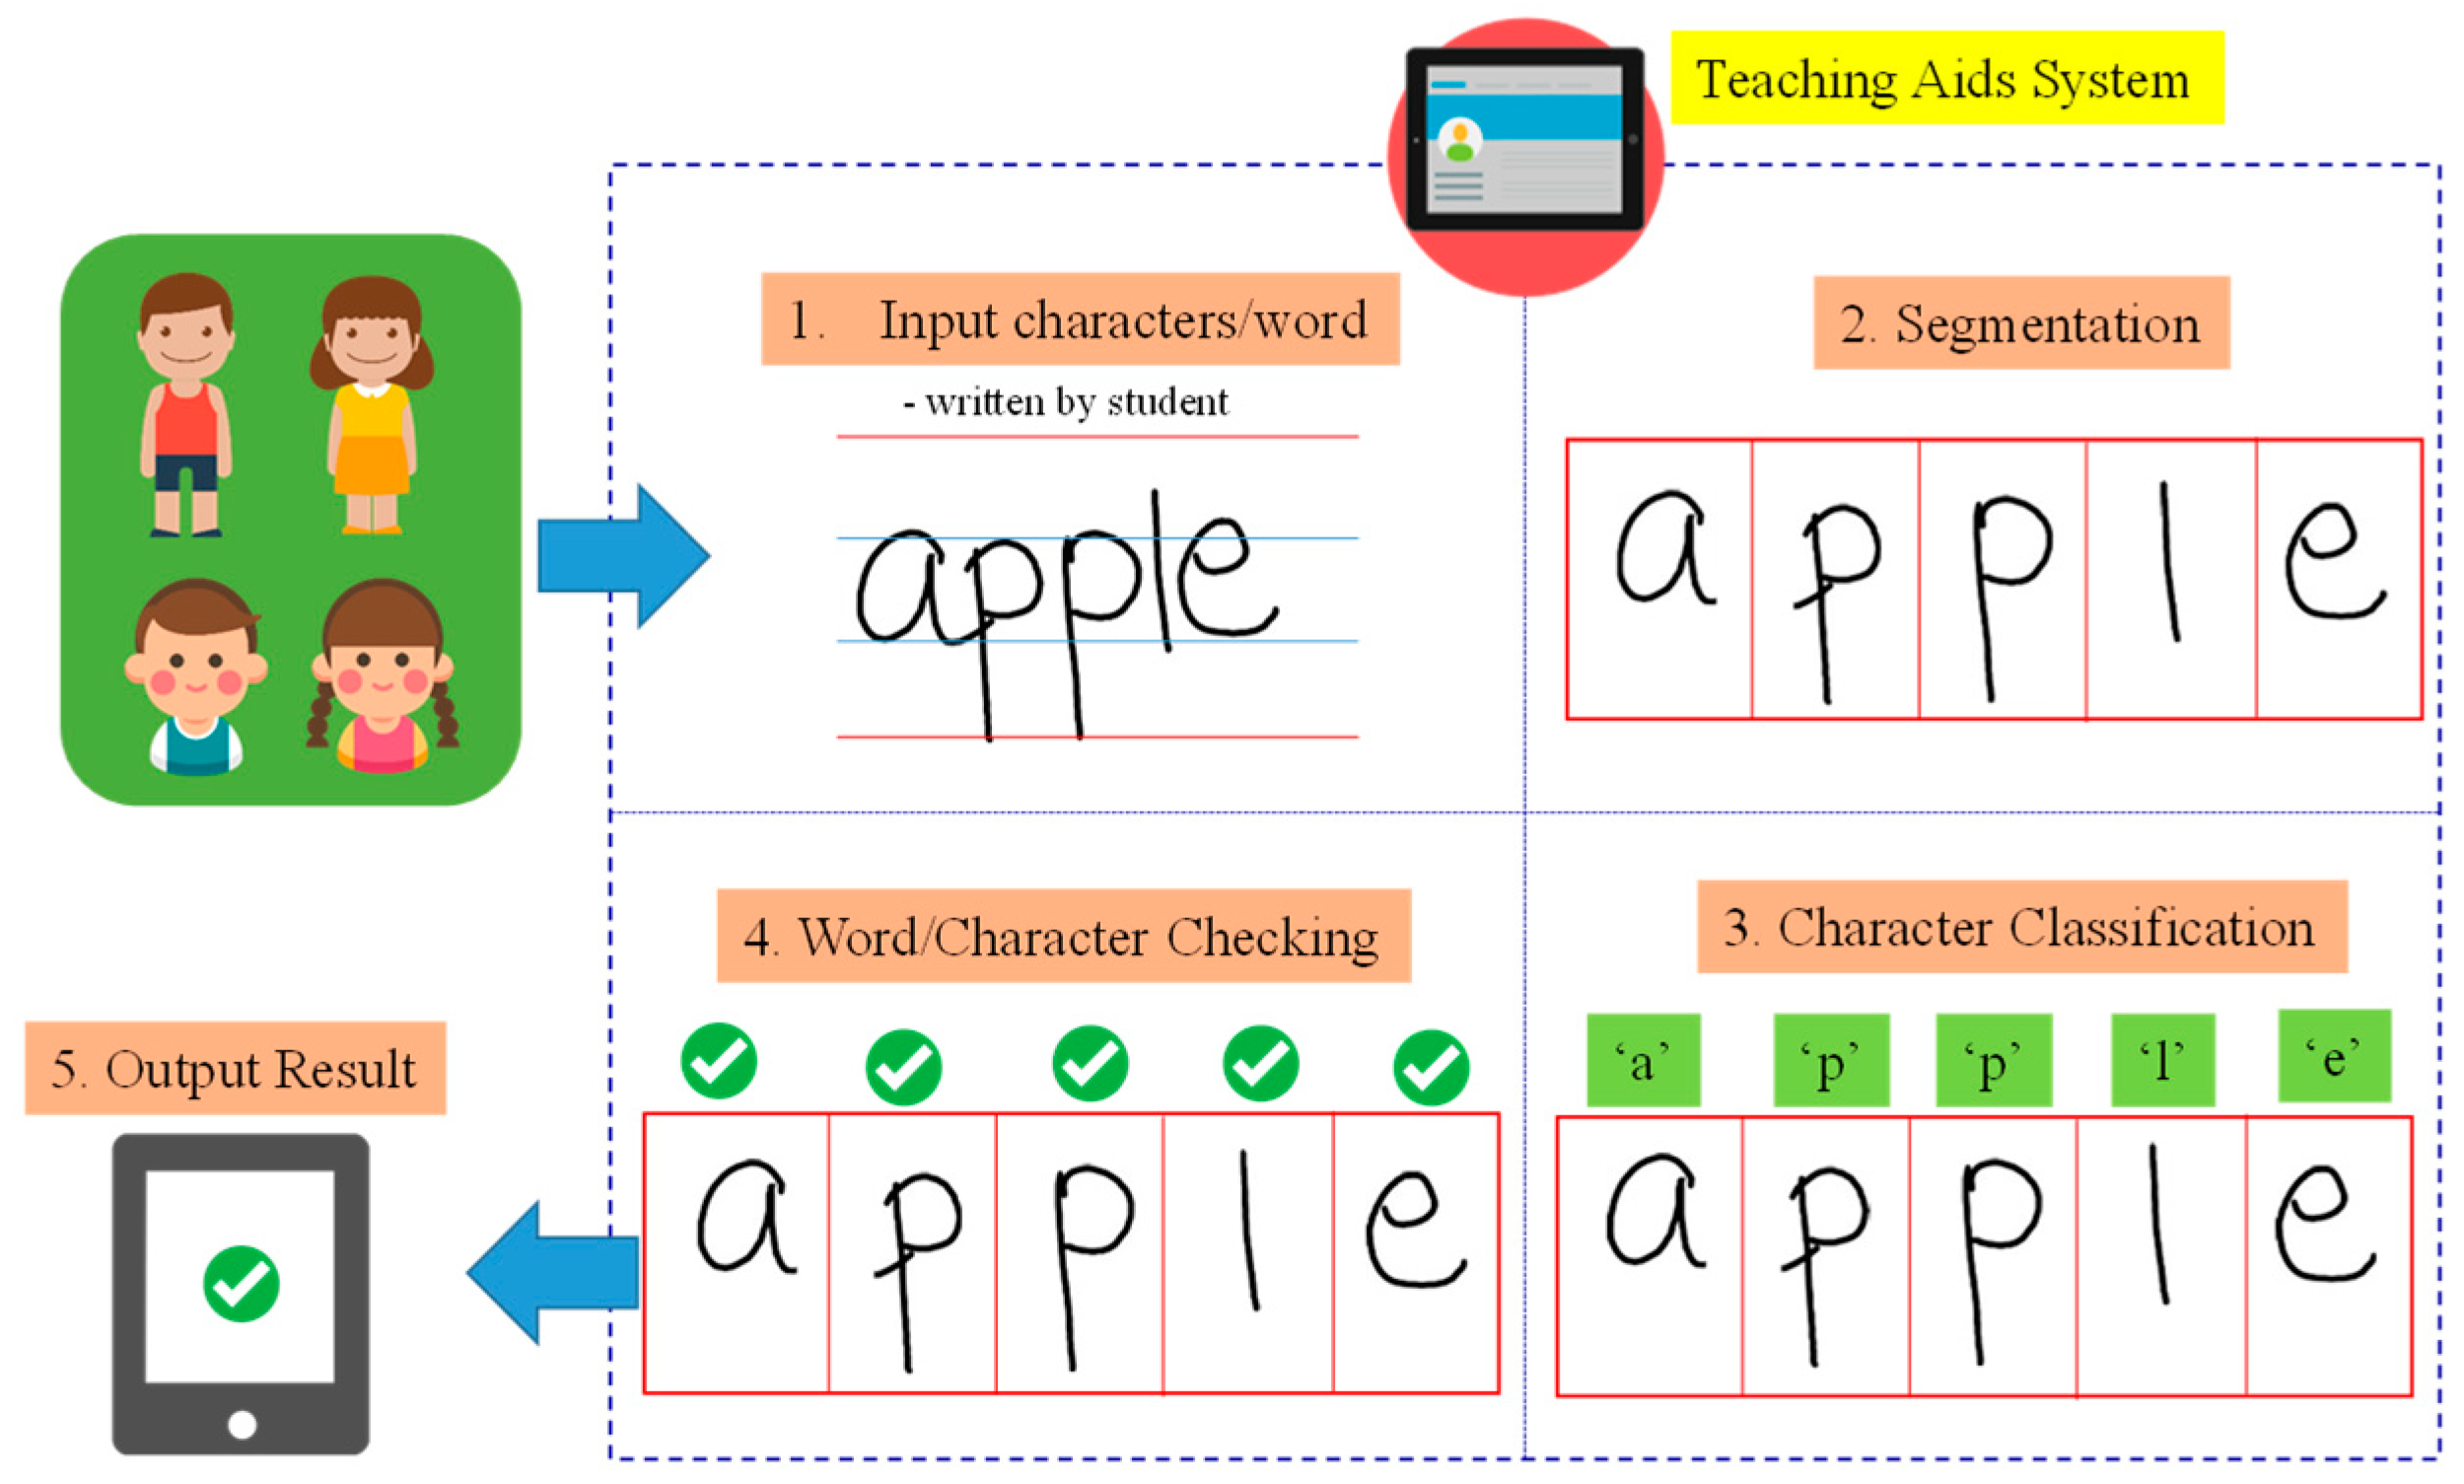 Teaching Aids System
1. Input characters/word
- written by student
apple
2. Segmentation
a p p l e
3. Character Classification
‘a’ ‘p’ ‘p’ ‘l’ ‘e’
a p p l e
4. Word/Character Checking
a p p l e
5. Output Result